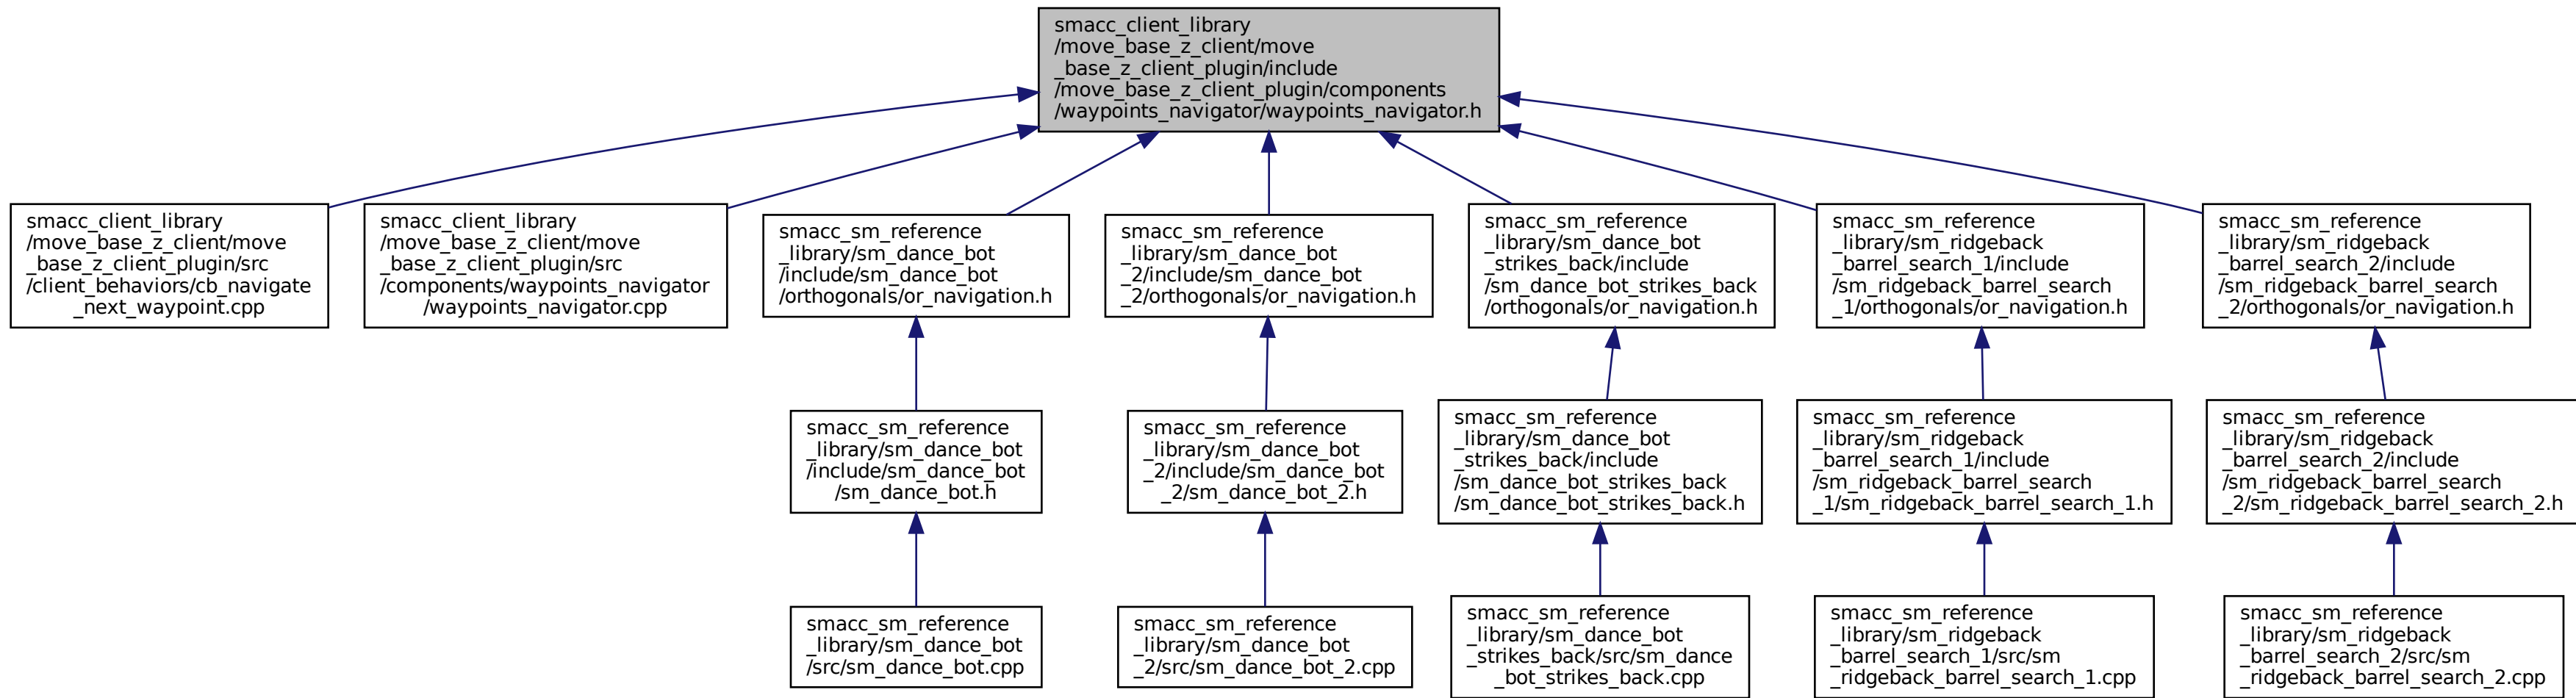 smacc_client_library
/move_base_z_client/move
_base_z_client_plugin/include
/move_base_z_client_plugin/components
/waypoints_navigator/waypoints_navigator.h
smacc_client_library
/move_base_z_client/move
_base_z_client_plugin/src
/client_behaviors/cb_navigate
_next_waypoint.cpp
smacc_client_library
/move_base_z_client/move
_base_z_client_plugin/src
/components/waypoints_navigator
/waypoints_navigator.cpp
smacc_sm_reference
_library/sm_dance_bot
/include/sm_dance_bot
/orthogonals/or_navigation.h
smacc_sm_reference
_library/sm_dance_bot
_2/include/sm_dance_bot
_2/orthogonals/or_navigation.h
smacc_sm_reference
_library/sm_dance_bot
_strikes_back/include
/sm_dance_bot_strikes_back
/orthogonals/or_navigation.h
smacc_sm_reference
_library/sm_ridgeback
_barrel_search_1/include
/sm_ridgeback_barrel_search
_1/orthogonals/or_navigation.h
smacc_sm_reference
_library/sm_ridgeback
_barrel_search_2/include
/sm_ridgeback_barrel_search
_2/orthogonals/or_navigation.h
smacc_sm_reference
_library/sm_dance_bot
/include/sm_dance_bot
/sm_dance_bot.h
smacc_sm_reference
_library/sm_dance_bot
_2/include/sm_dance_bot
_2/sm_dance_bot_2.h
smacc_sm_reference
_library/sm_dance_bot
_strikes_back/include
/sm_dance_bot_strikes_back
/sm_dance_bot_strikes_back.h
smacc_sm_reference
_library/sm_ridgeback
_barrel_search_1/include
/sm_ridgeback_barrel_search
_1/sm_ridgeback_barrel_search_1.h
smacc_sm_reference
_library/sm_ridgeback
_barrel_search_2/include
/sm_ridgeback_barrel_search
_2/sm_ridgeback_barrel_search_2.h
smacc_sm_reference
_library/sm_dance_bot
/src/sm_dance_bot.cpp
smacc_sm_reference
_library/sm_dance_bot
_2/src/sm_dance_bot_2.cpp
smacc_sm_reference
_library/sm_dance_bot
_strikes_back/src/sm_dance
_bot_strikes_back.cpp
smacc_sm_reference
_library/sm_ridgeback
_barrel_search_1/src/sm
_ridgeback_barrel_search_1.cpp
smacc_sm_reference
_library/sm_ridgeback
_barrel_search_2/src/sm
_ridgeback_barrel_search_2.cpp